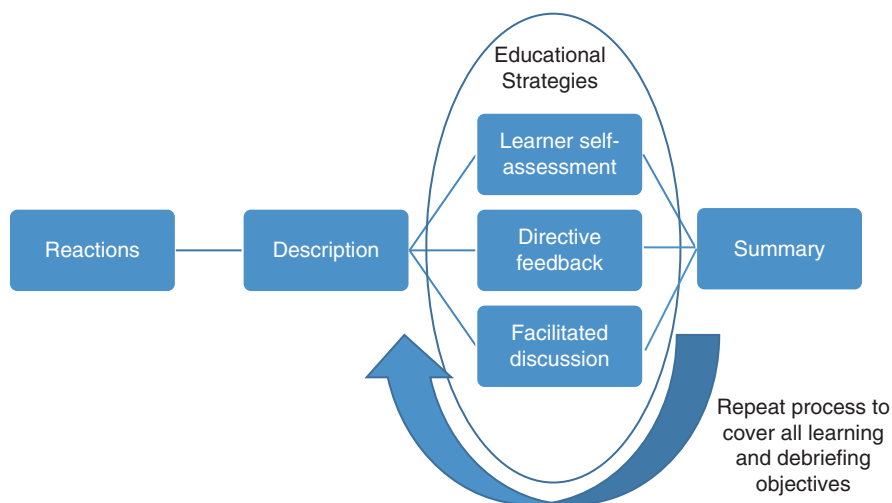 Educational
Strategies
Learner self-
assessment
Reactions
Description
Directive
feedback
Summary
Facilitated
discussion
Repeat process to
cover all learning
and debriefing
objectives